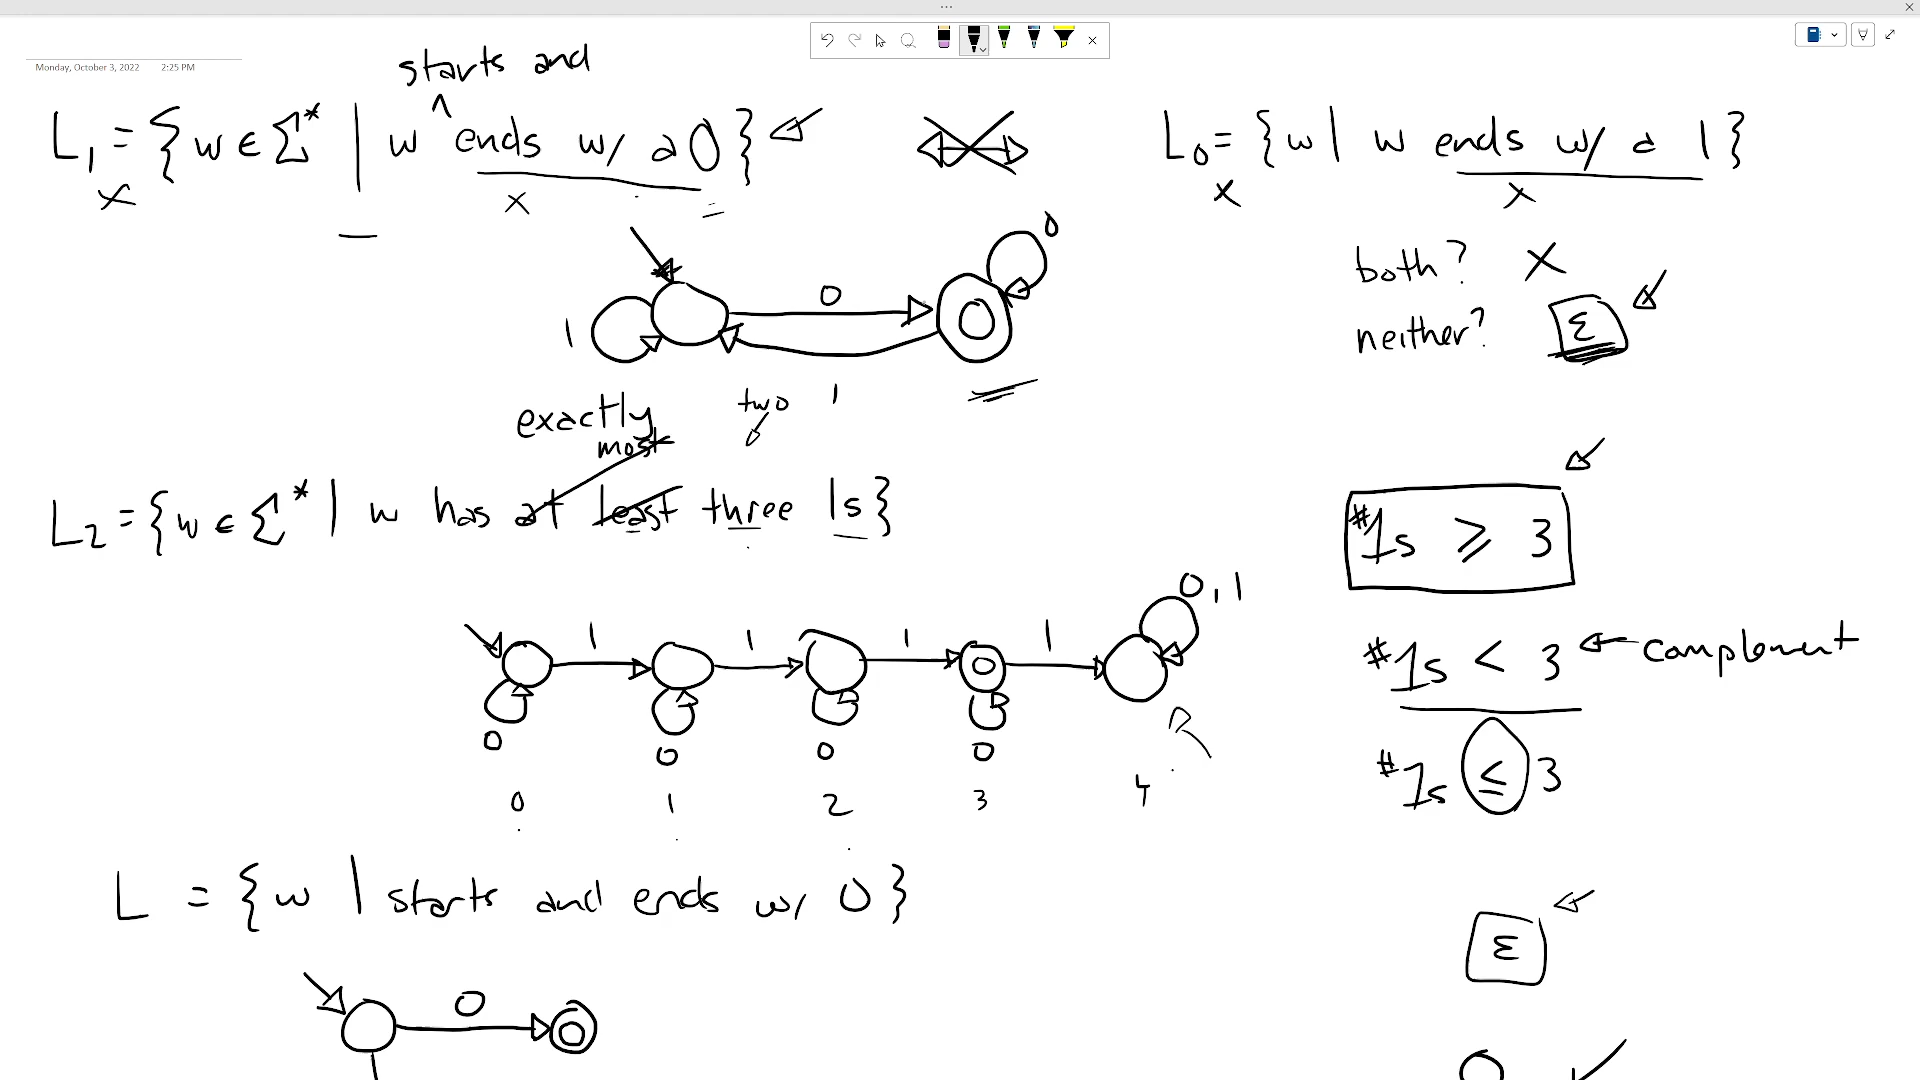 Monday, October 3, 2022 2:25 PM
starts and
^
L₁ = {w ∈ Σ* | w ends w/ a 0}
L₀ = {w | w ends w/ a 1}
x x
x x
both? X
neither? ε
0
0
1
1
exactly
most
two
L₂ = {w ∈ Σ* | w has at least three 1s}
#1s ≥ 3
0, 1
1 1 1 1
#1s < 3 ← complement
0 0 0 0
#1s ≤ 3
0 1 2 3 4
L = {w | starts and ends w/ 0}
ε
0